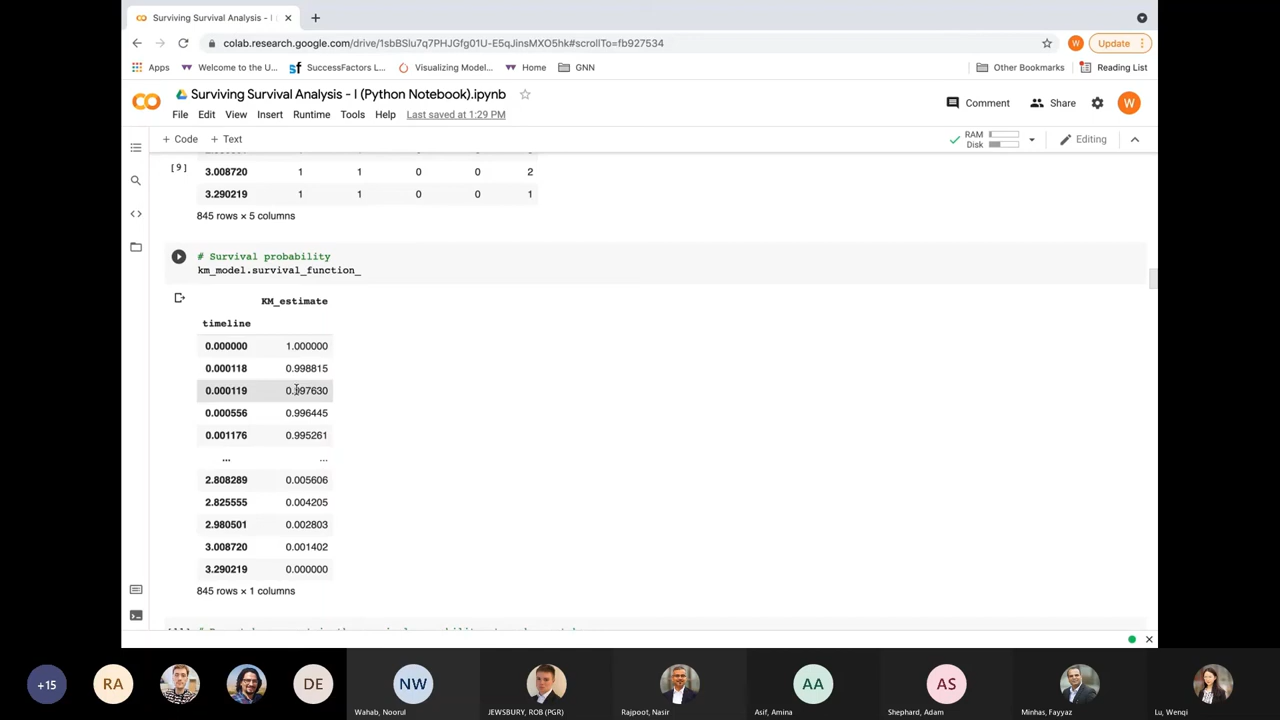 Surviving Survival Analysis - I
colab.research.google.com/drive/1sbBSlu7q7PHJGfg01U-E5qJinsMXO5hk#scrollTo=fb927534
W
Update
Apps
Welcome to the U...
SuccessFactors L...
Visualizing Model...
Home
GNN
Other Bookmarks
Reading List
Surviving Survival Analysis - I (Python Notebook).ipynb
File Edit View Insert Runtime Tools Help Last saved at 1:29 PM
Comment
Share
W
+ Code + Text
RAM
Disk
Editing
[9]
3.008720 1 1 0 0 2
3.290219 1 1 0 0 1
845 rows × 5 columns
# Survival probability
km_model.survival_function_
KM_estimate
timeline
0.000000 1.000000
0.000118 0.998815
0.000119 0.997630
0.000556 0.996445
0.001176 0.995261
... ...
2.808289 0.005606
2.825555 0.004205
2.980501 0.002803
3.008720 0.001402
3.290219 0.000000
845 rows × 1 columns
+15
RA
DE
NW
Wahab, Noorul
JEWSBURY, ROB (PGR)
Rajpoot, Nasir
AA
Asif, Amina
AS
Shephard, Adam
Minhas, Fayyaz
Lu, Wenqi